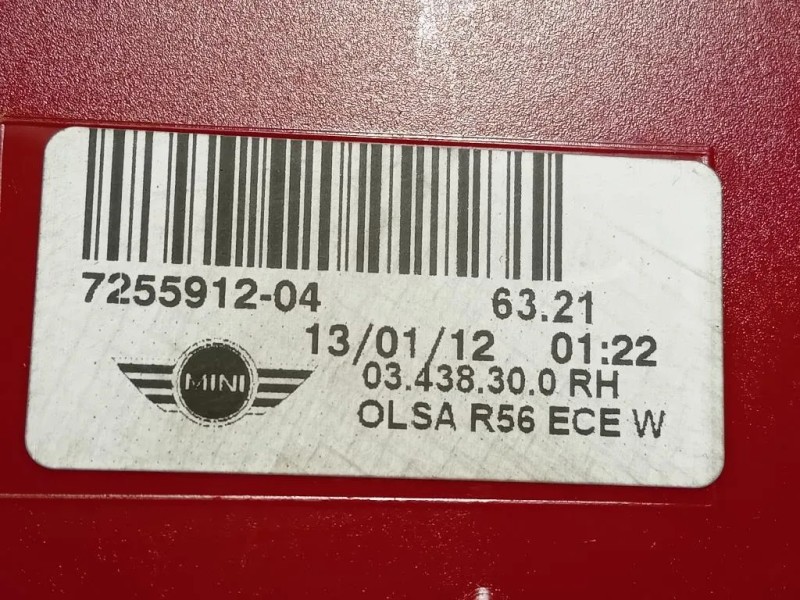 7255912-04 63.21
13/01/12 01:22
MINI
03.438.30.0 RH
OLSA R56 ECE W